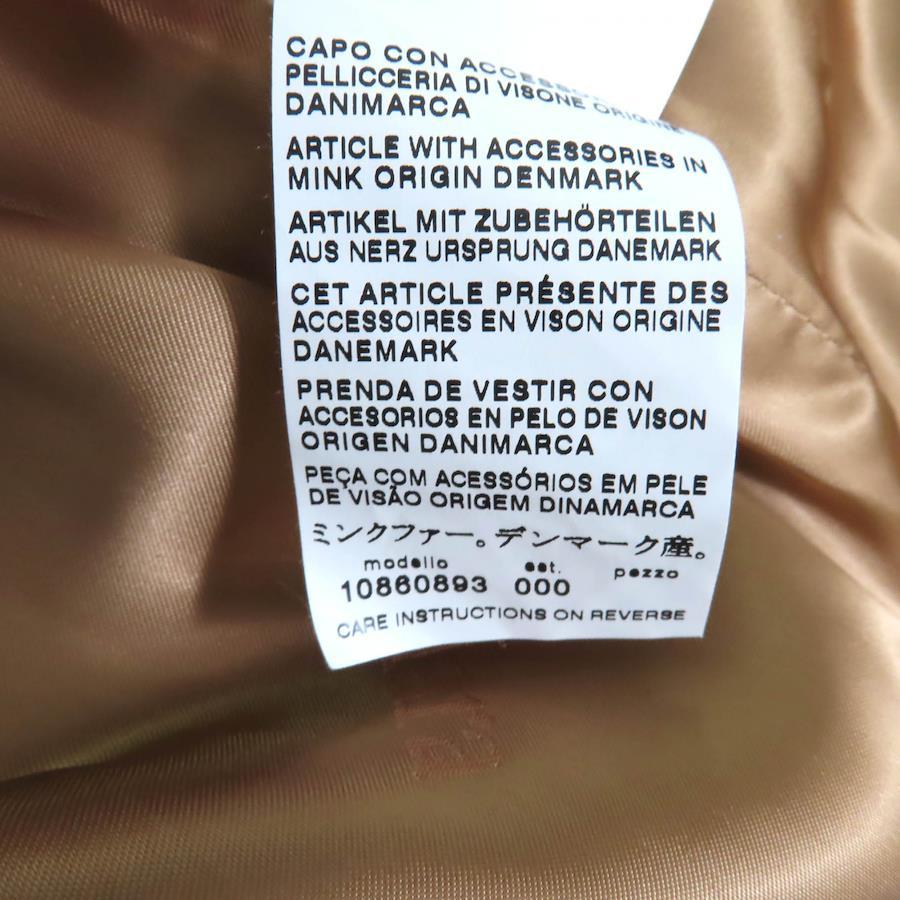 CAPO CON ACCESSORI
PELLICCERIA DI VISONE ORIGINE
DANIMARCA
ARTICLE WITH ACCESSORIES IN
MINK ORIGIN DENMARK
ARTIKEL MIT ZUBEHÖRTEILEN
AUS NERZ URSPRUNG DANEMARK
CET ARTICLE PRÉSENTE DES
ACCESSOIRES EN VISON ORIGINE
DANEMARK
PRENDA DE VESTIR CON
ACCESORIOS EN PELO DE VISON
ORIGEN DANIMARCA
PEÇA COM ACESSÓRIOS EM PELE
DE VISÃO ORIGEM DINAMARCA
ミンクファー。デンマーク産。
modello est. pezzo
10860893 000
CARE INSTRUCTIONS ON REVERSE